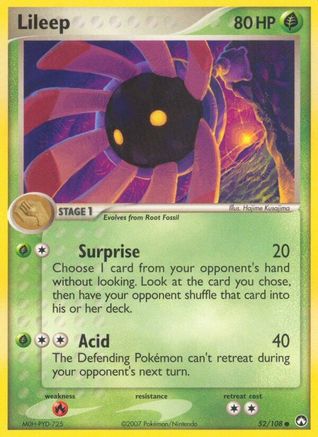 Lileep 80 HP
Illus. Hajime Kusajima
STAGE 1
Evolves from Root Fossil
Surprise 20
Choose 1 card from your opponent's hand
without looking. Look at the card you chose,
then have your opponent shuffle that card into
his or her deck.
Acid 40
The Defending Pokémon can't retreat during
your opponent's next turn.
weakness resistance retreat cost
M0H-PYD-725 ©2007 Pokémon/Nintendo 52/108